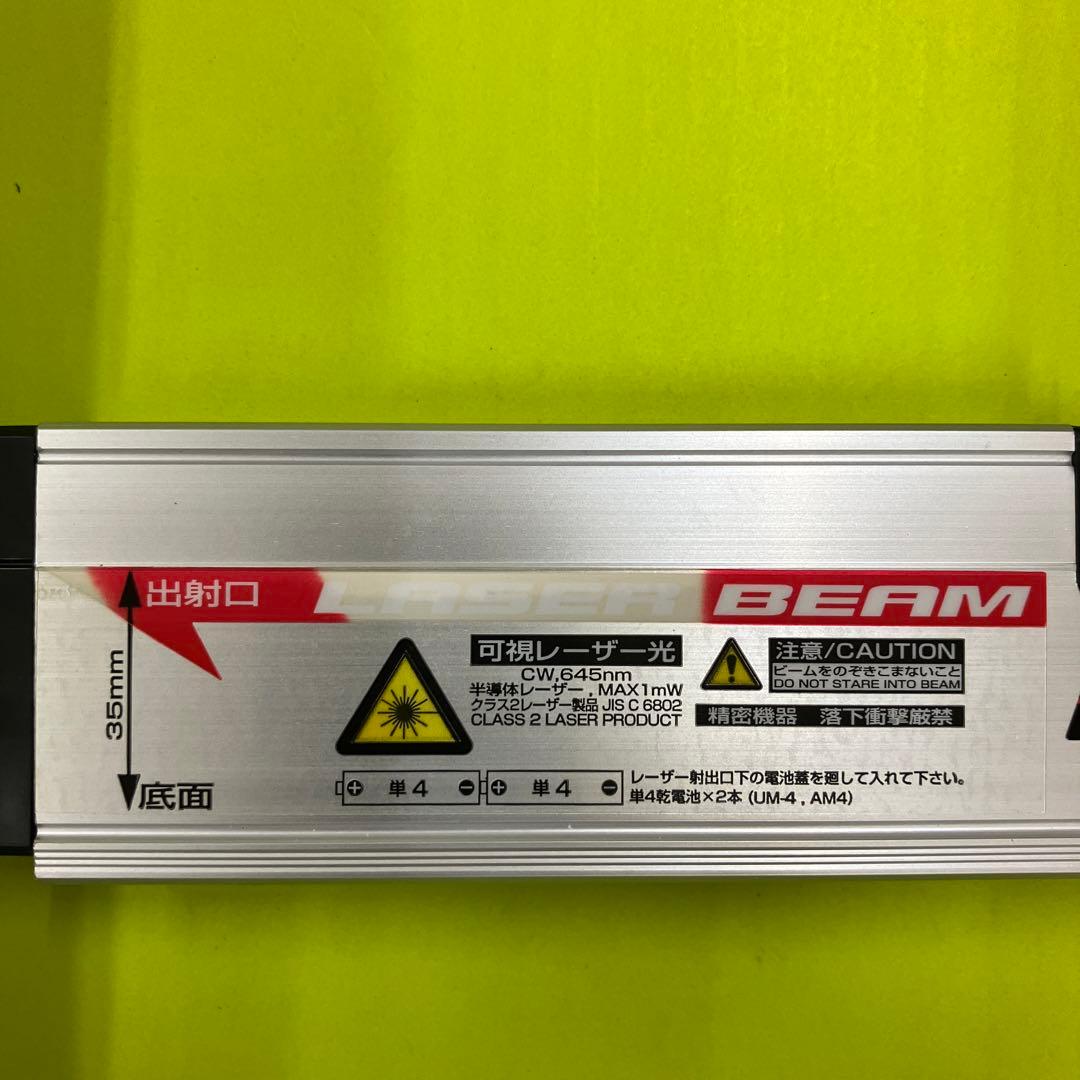 出射口 LASER BEAM
35mm
底面
可視レーザー光
CW,645nm
半導体レーザー, MAX1mW
クラス2レーザー製品 JIS C 6802
CLASS 2 LASER PRODUCT
注意/CAUTION
ビームをのぞきこまないこと
DO NOT STARE INTO BEAM
精密機器 落下衝撃厳禁
⊕ 単4 ⊖ ⊕ 単4 ⊖
レーザー射出口下の電池蓋を廻して入れて下さい。
単4乾電池×2本 (UM-4 , AM4)